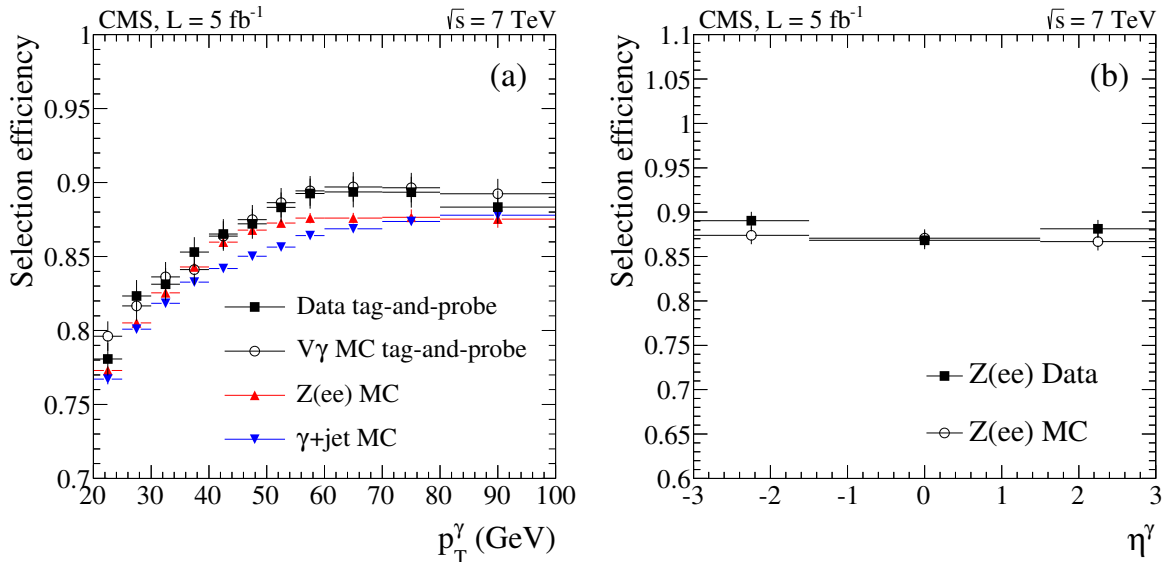 CMS, L = 5 fb⁻¹ √s = 7 TeV
(a)
Selection efficiency
1
0.95
0.9
0.85
0.8
0.75
0.7
Data tag-and-probe
Vγ MC tag-and-probe
Z(ee) MC
γ+jet MC
20 30 40 50 60 70 80 90 100
p_T^γ (GeV)
CMS, L = 5 fb⁻¹ √s = 7 TeV
(b)
Selection efficiency
1.1
1.05
1
0.95
0.9
0.85
0.8
0.75
0.7
0.65
0.6
Z(ee) Data
Z(ee) MC
-3 -2 -1 0 1 2 3
η^γ